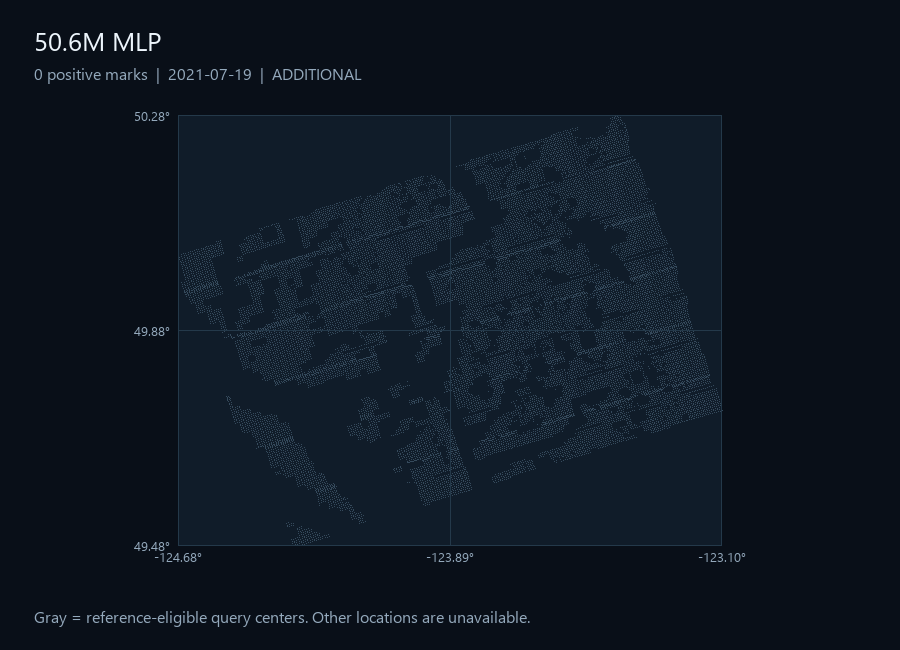 50.6M MLP
0 positive marks | 2021-07-19 | ADDITIONAL
50.28°
49.88°
49.48°
-124.68°
-123.89°
-123.10°
Gray = reference-eligible query centers. Other locations are unavailable.